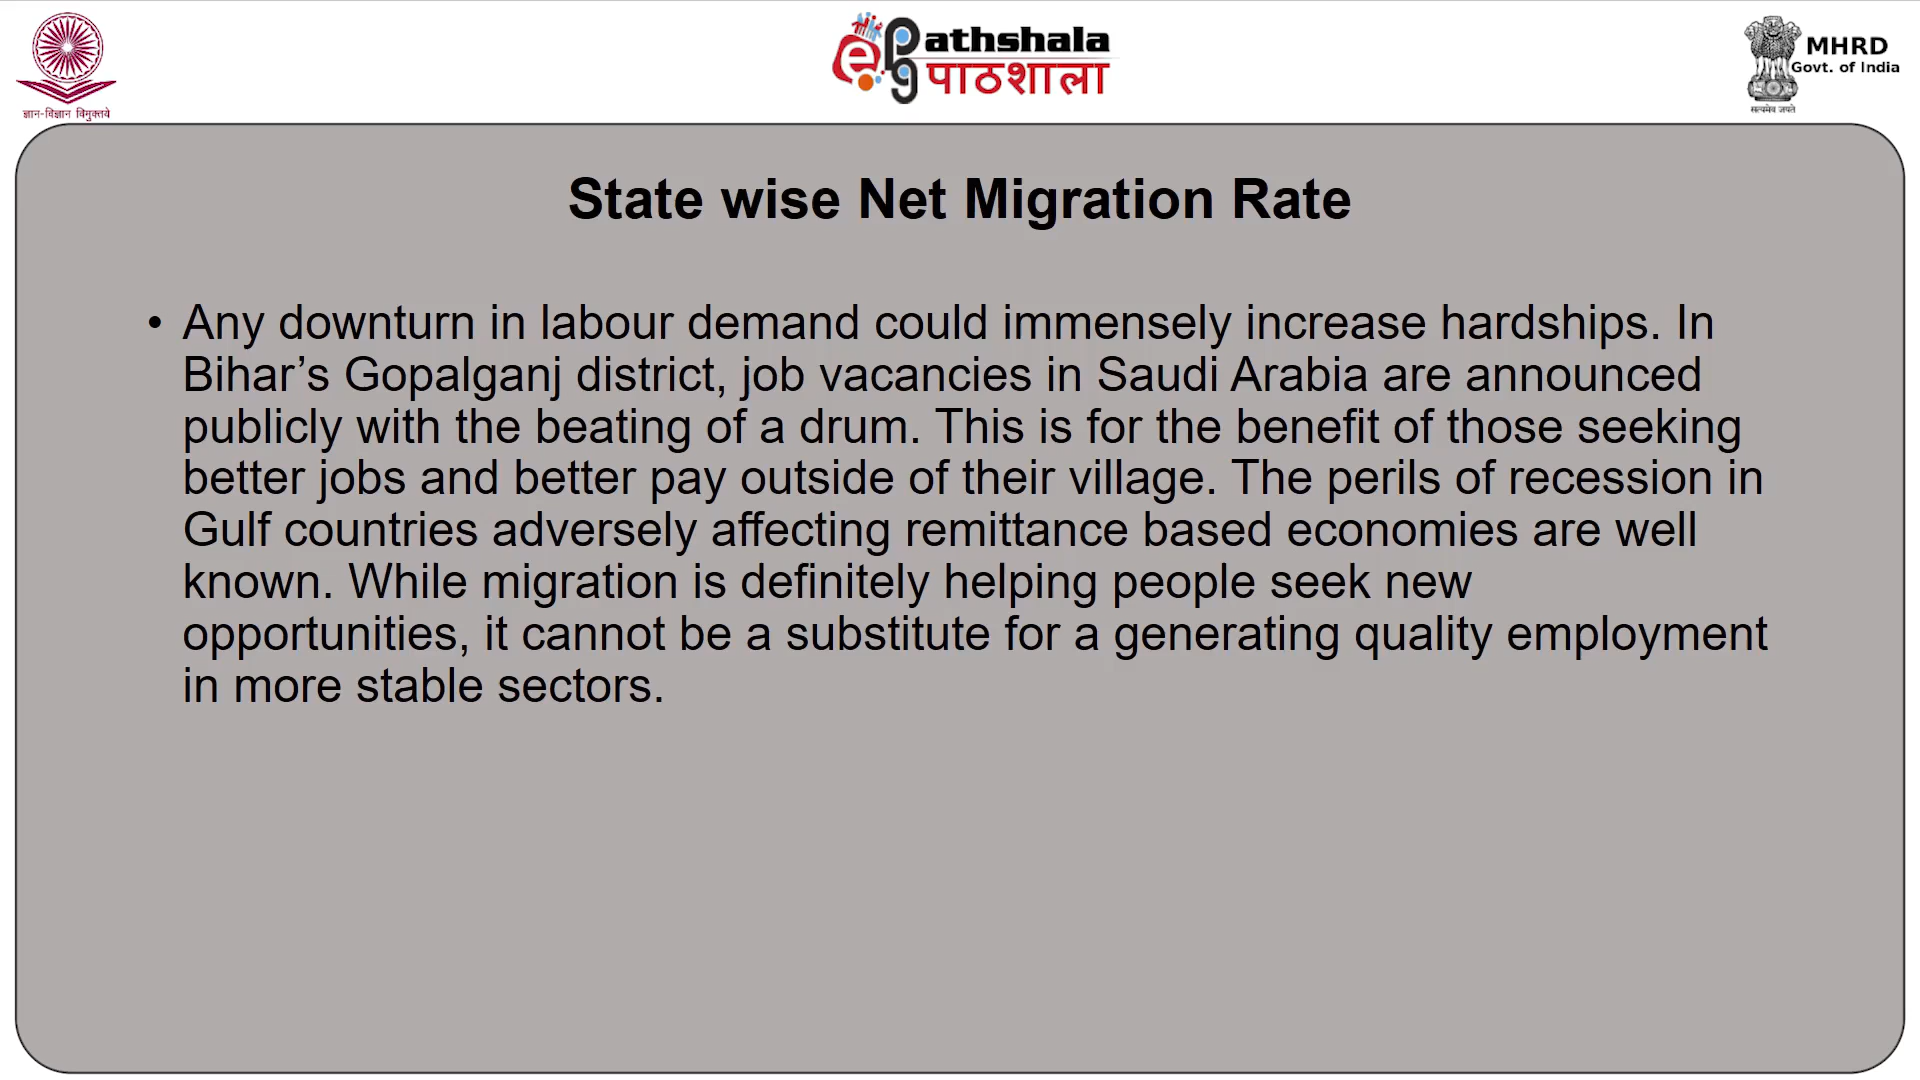 ज्ञान-विज्ञान विमुक्तये
ePathshala
पाठशाला
MHRD
Govt. of India
सत्यमेव जयते
State wise Net Migration Rate
• Any downturn in labour demand could immensely increase hardships. In
Bihar’s Gopalganj district, job vacancies in Saudi Arabia are announced
publicly with the beating of a drum. This is for the benefit of those seeking
better jobs and better pay outside of their village. The perils of recession in
Gulf countries adversely affecting remittance based economies are well
known. While migration is definitely helping people seek new
opportunities, it cannot be a substitute for a generating quality employment
in more stable sectors.